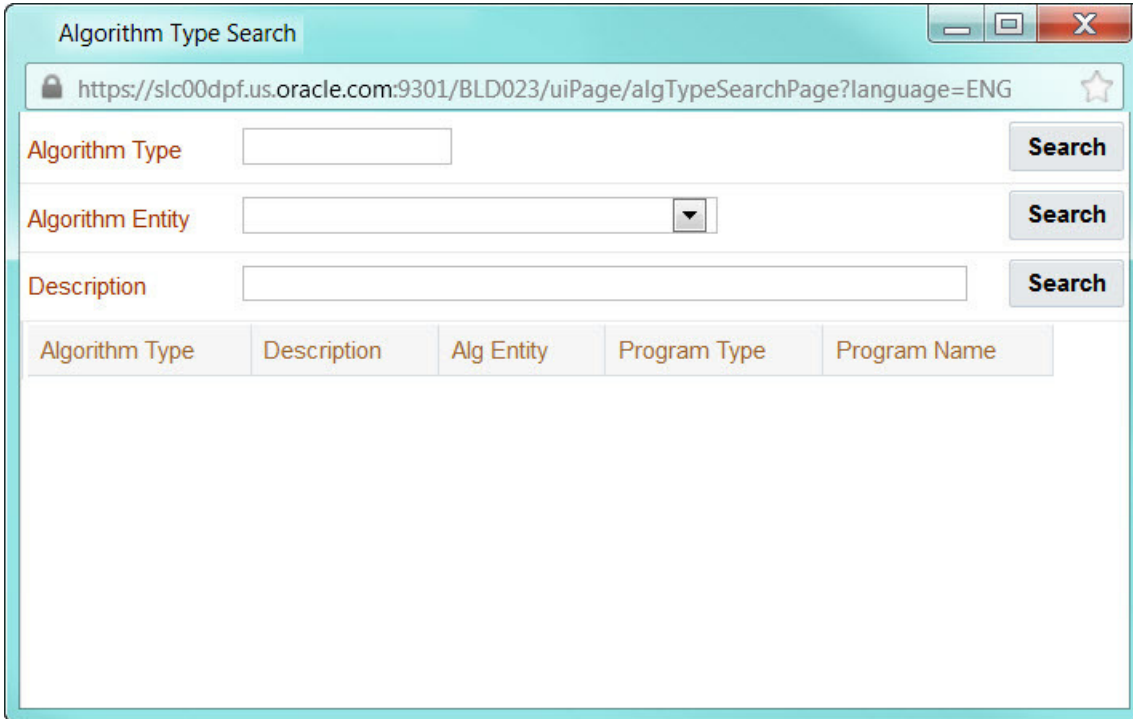 Algorithm Type Search
https://slc00dpf.us.oracle.com:9301/BLD023/uiPage/algTypeSearchPage?language=ENG
Algorithm Type Search
Algorithm Entity Search
Description Search
Algorithm Type Description Alg Entity Program Type Program Name